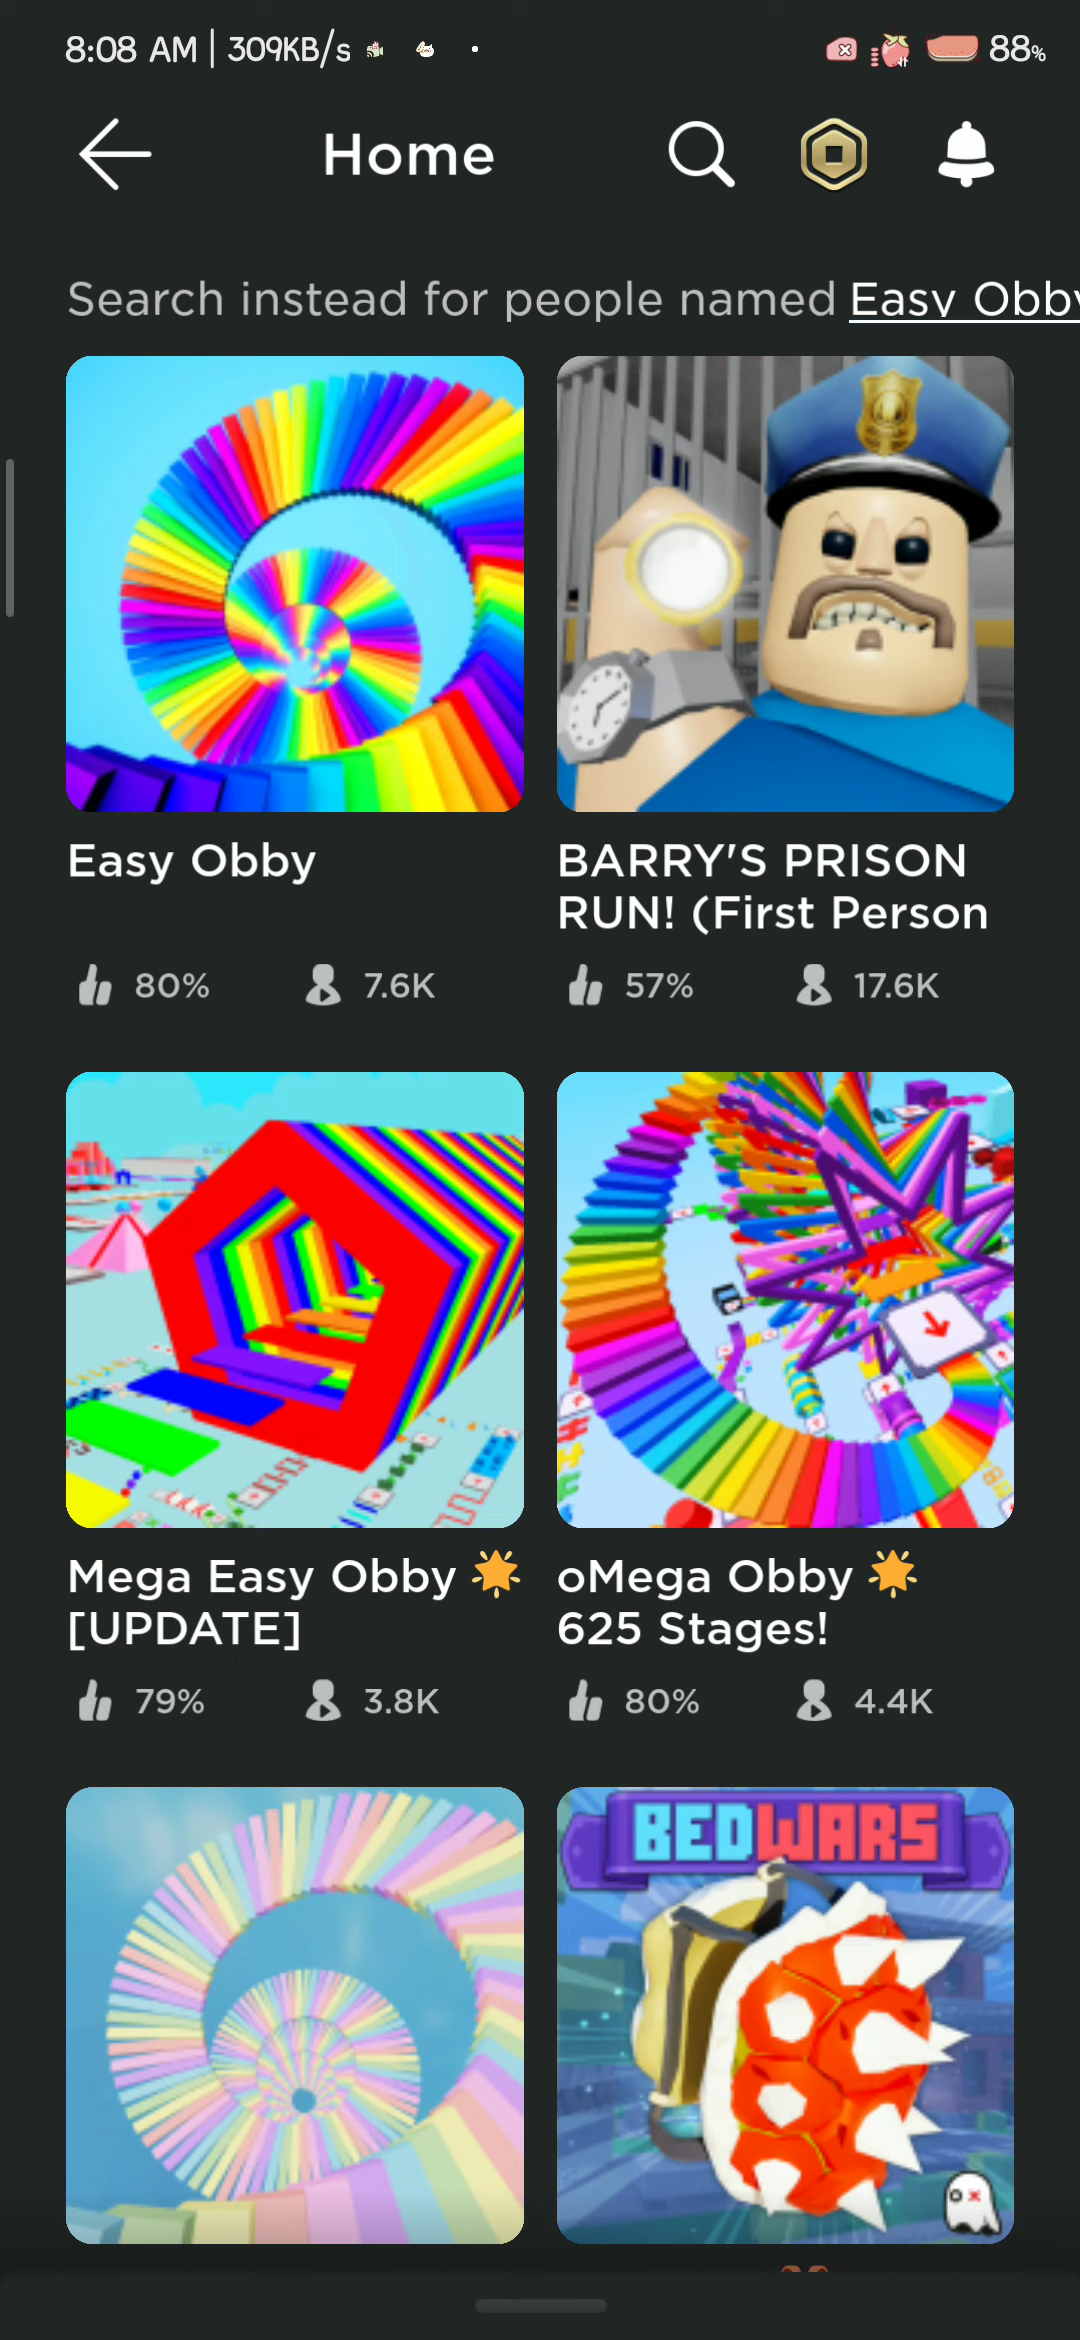 8:08 AM | 309KB/s
88%
Home
Search instead for people named Easy Obby
Easy Obby
80%
7.6K
BARRY'S PRISON
RUN! (First Person
57%
17.6K
Mega Easy Obby 🌟
[UPDATE]
79%
3.8K
oMega Obby 🌟
625 Stages!
80%
4.4K
BEDWARS